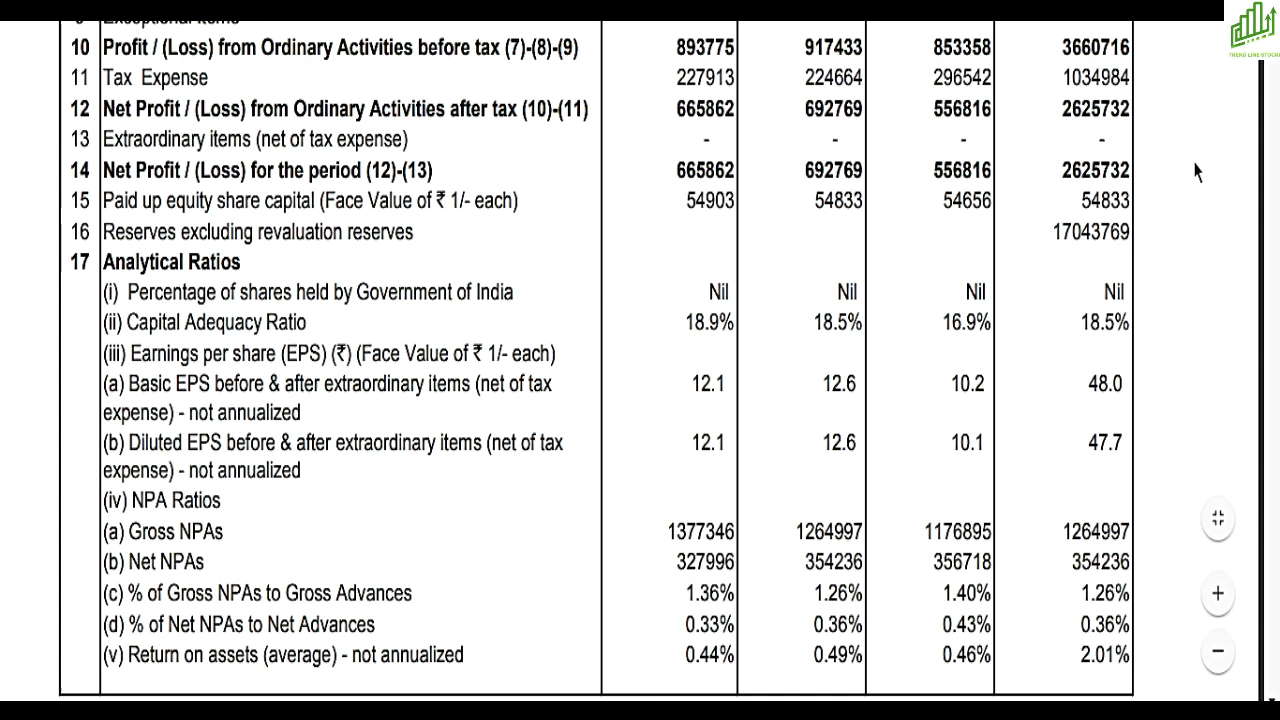 10 Profit / (Loss) from Ordinary Activities before tax (7)-(8)-(9) 893775 917433 853358 3660716
11 Tax Expense 227913 224664 296542 1034984
12 Net Profit / (Loss) from Ordinary Activities after tax (10)-(11) 665862 692769 556816 2625732
13 Extraordinary items (net of tax expense) - - - -
14 Net Profit / (Loss) for the period (12)-(13) 665862 692769 556816 2625732
15 Paid up equity share capital (Face Value of ₹ 1/- each) 54903 54833 54656 54833
16 Reserves excluding revaluation reserves 17043769
17 Analytical Ratios
(i) Percentage of shares held by Government of India Nil Nil Nil Nil
(ii) Capital Adequacy Ratio 18.9% 18.5% 16.9% 18.5%
(iii) Earnings per share (EPS) (₹) (Face Value of ₹ 1/- each)
(a) Basic EPS before & after extraordinary items (net of tax 12.1 12.6 10.2 48.0
expense) - not annualized
(b) Diluted EPS before & after extraordinary items (net of tax 12.1 12.6 10.1 47.7
expense) - not annualized
(iv) NPA Ratios
(a) Gross NPAs 1377346 1264997 1176895 1264997
(b) Net NPAs 327996 354236 356718 354236
(c) % of Gross NPAs to Gross Advances 1.36% 1.26% 1.40% 1.26%
(d) % of Net NPAs to Net Advances 0.33% 0.36% 0.43% 0.36%
(v) Return on assets (average) - not annualized 0.44% 0.49% 0.46% 2.01%